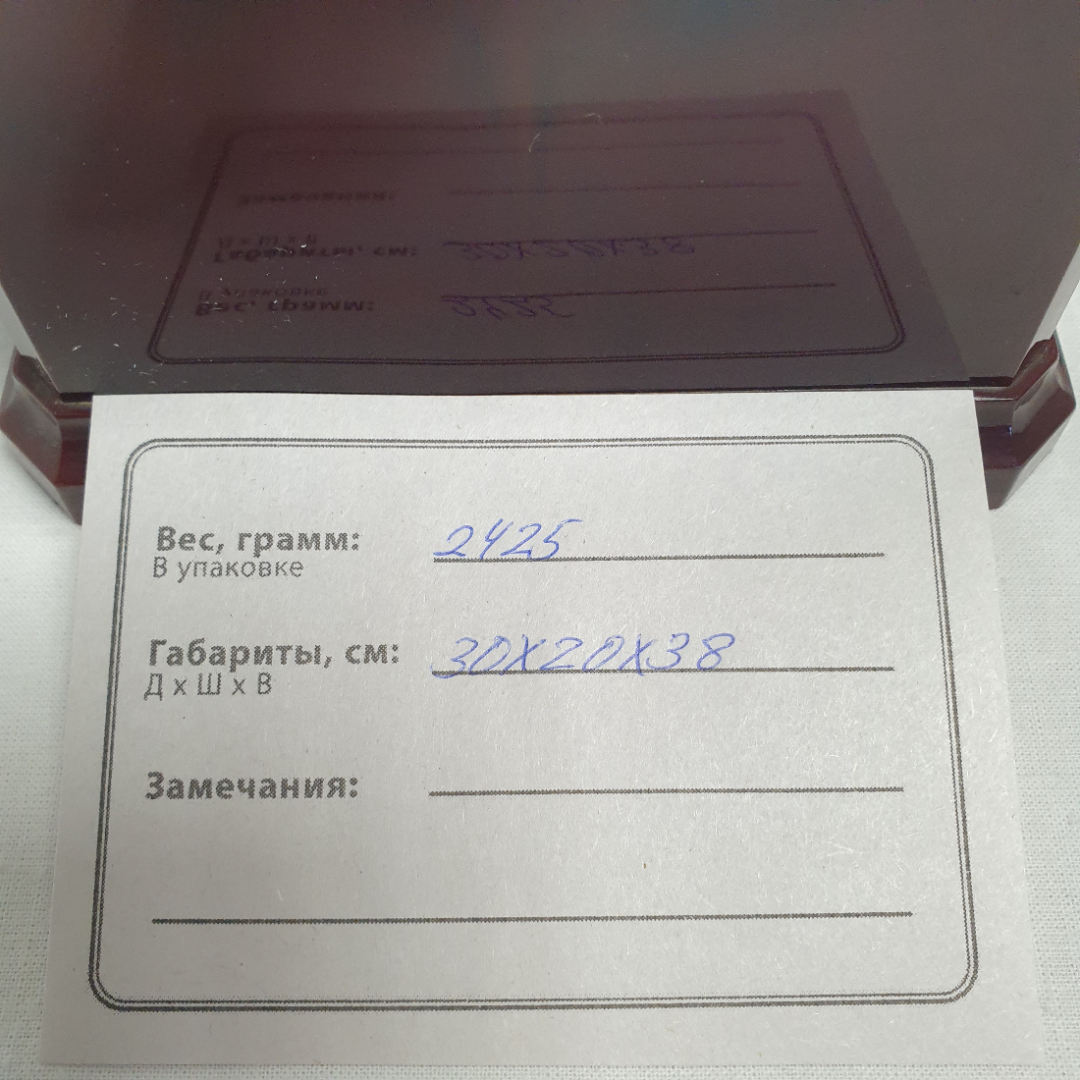 Вес, грамм: 2425
В упаковке
Габариты, см: 30х20х38
Д х Ш х В
Замечания: